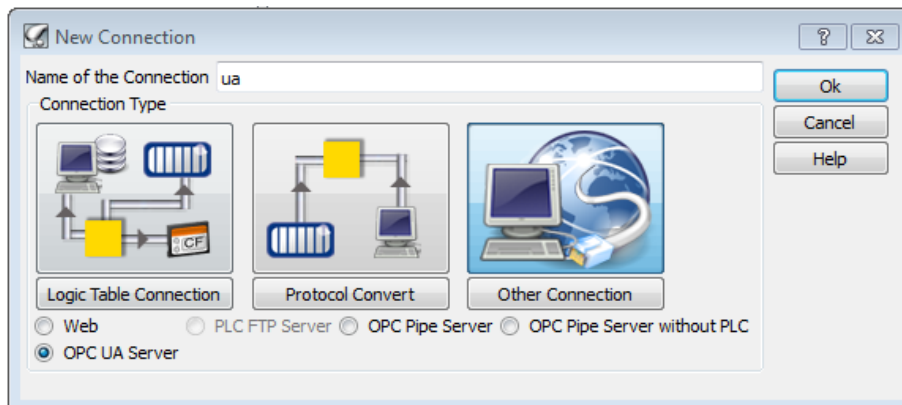 New Connection
Name of the Connection ua
Ok
Connection Type
Cancel
Help
CF
Logic Table Connection Protocol Convert Other Connection
Web PLC FTP Server OPC Pipe Server OPC Pipe Server without PLC
OPC UA Server